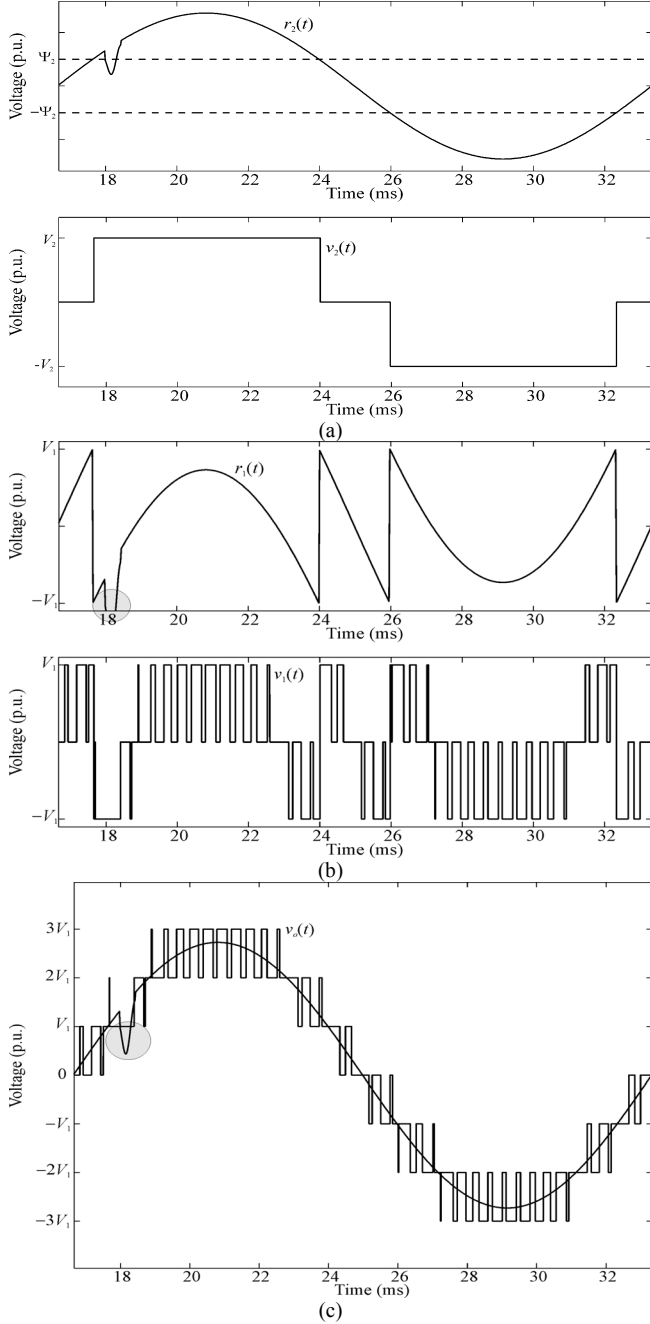 r₂(t)
Voltage (p.u.)
Ψ₂
−Ψ₂
18 20 22 24 26 28 30 32
Time (ms)
Voltage (p.u.)
V₂
-V₂
v₂(t)
18 20 22 24 26 28 30 32
Time (ms)
(a)
Voltage (p.u.)
V₁
−V₁
r₁(t)
18 20 22 24 26 28 30 32
Time (ms)
Voltage (p.u.)
V₁
−V₁
v₁(t)
18 20 22 24 26 28 30 32
Time (ms)
(b)
Voltage (p.u.)
3V₁
2V₁
V₁
0
−V₁
−2V₁
−3V₁
vₒ(t)
18 20 22 24 26 28 30 32
Time (ms)
(c)